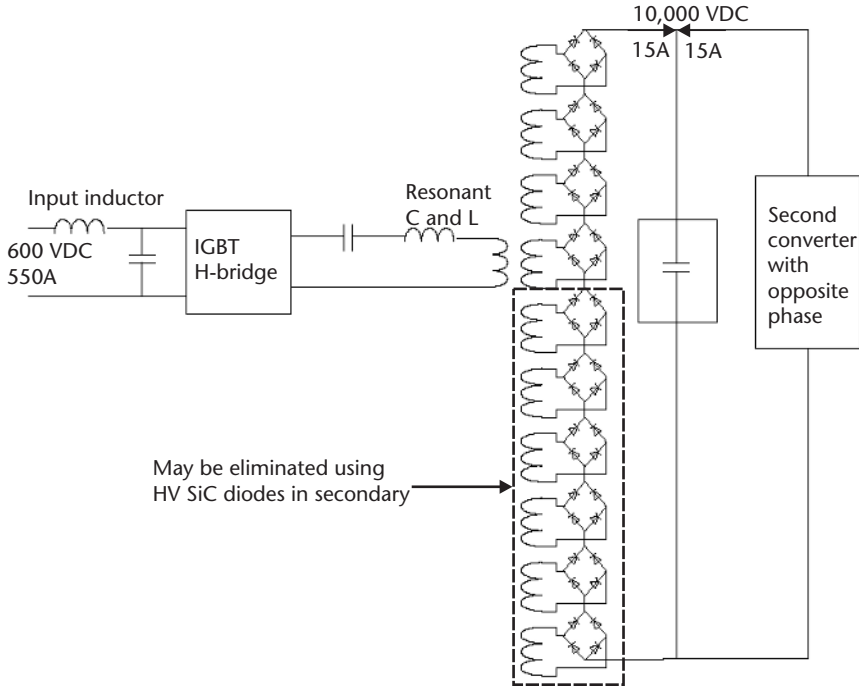 10,000 VDC
15A
15A
Input inductor
600 VDC
550A
IGBT
H-bridge
Resonant
C and L
Second
converter
with
opposite
phase
May be eliminated using
HV SiC diodes in secondary